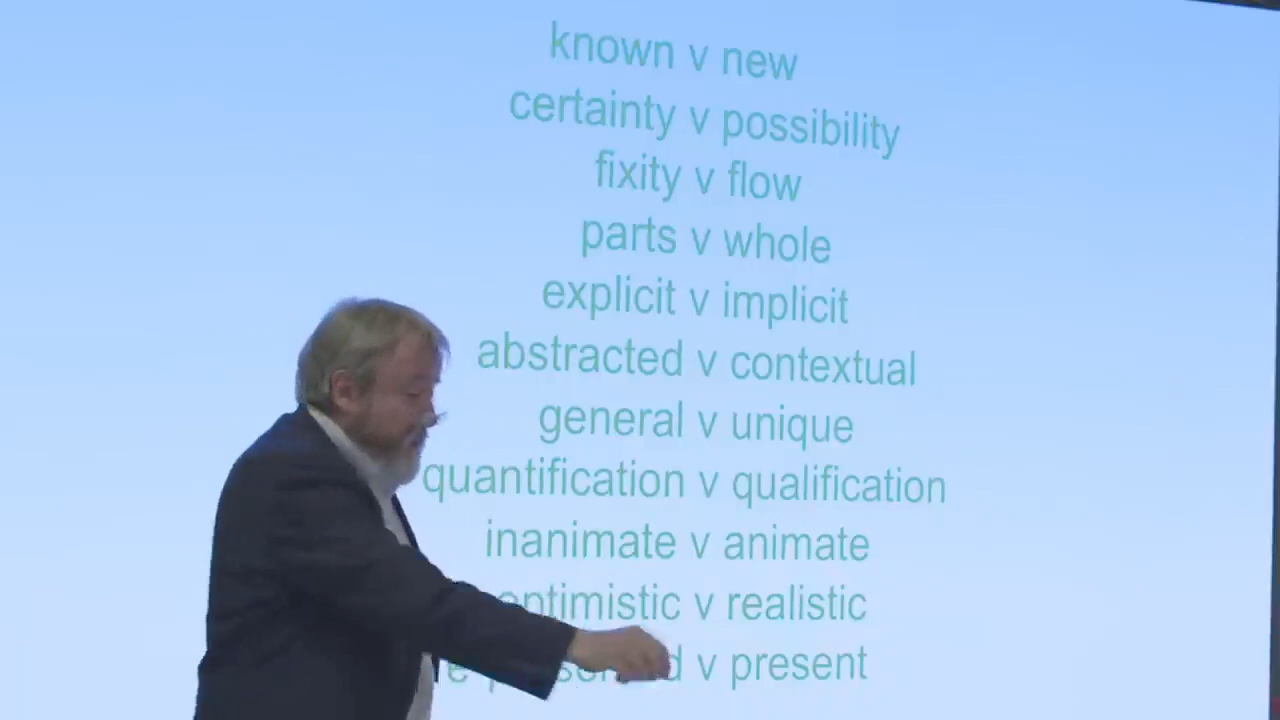 known v new
certainty v possibility
fixity v flow
parts v whole
explicit v implicit
abstracted v contextual
general v unique
quantification v qualification
inanimate v animate
optimistic v realistic
v present